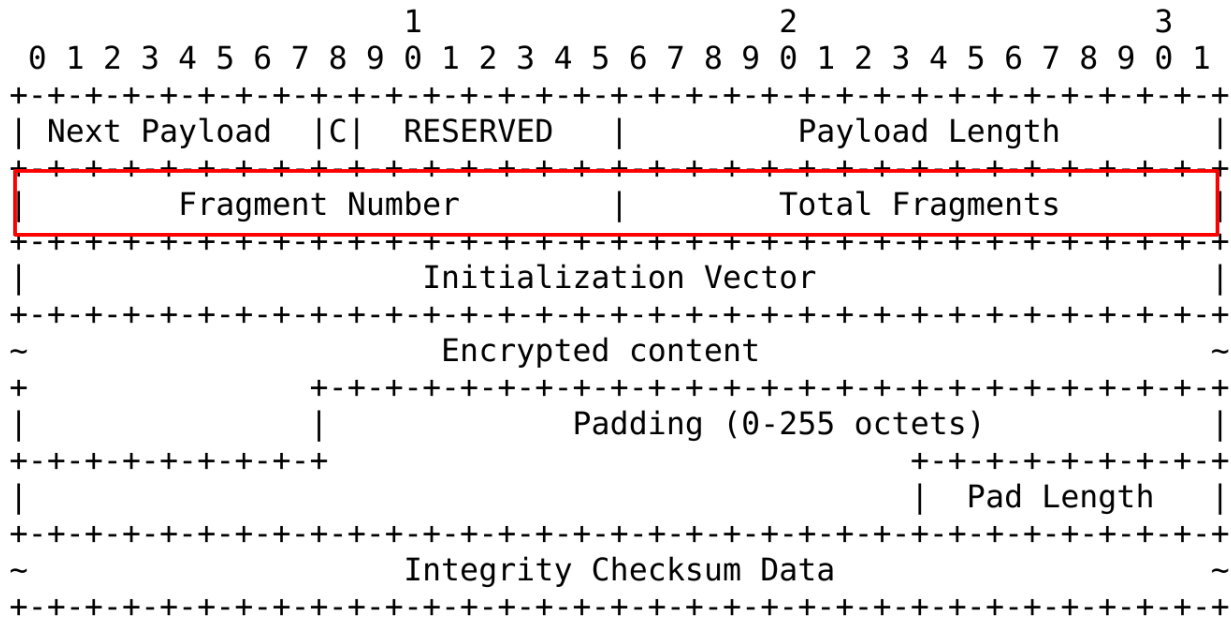 1                   2                   3
 0 1 2 3 4 5 6 7 8 9 0 1 2 3 4 5 6 7 8 9 0 1 2 3 4 5 6 7 8 9 0 1
+-+-+-+-+-+-+-+-+-+-+-+-+-+-+-+-+-+-+-+-+-+-+-+-+-+-+-+-+-+-+-+-+
| Next Payload  |C|  RESERVED   |         Payload Length        |
+-+-+-+-+-+-+-+-+-+-+-+-+-+-+-+-+-+-+-+-+-+-+-+-+-+-+-+-+-+-+-+-+
|        Fragment Number        |        Total Fragments        |
+-+-+-+-+-+-+-+-+-+-+-+-+-+-+-+-+-+-+-+-+-+-+-+-+-+-+-+-+-+-+-+-+
|                     Initialization Vector                     |
+-+-+-+-+-+-+-+-+-+-+-+-+-+-+-+-+-+-+-+-+-+-+-+-+-+-+-+-+-+-+-+-+
~                      Encrypted content                        ~
+               +-+-+-+-+-+-+-+-+-+-+-+-+-+-+-+-+-+-+-+-+-+-+-+-+
|               |             Padding (0-255 octets)            |
+-+-+-+-+-+-+-+-+                               +-+-+-+-+-+-+-+-+
|                                               |  Pad Length   |
+-+-+-+-+-+-+-+-+-+-+-+-+-+-+-+-+-+-+-+-+-+-+-+-+-+-+-+-+-+-+-+-+
~                    Integrity Checksum Data                    ~
+-+-+-+-+-+-+-+-+-+-+-+-+-+-+-+-+-+-+-+-+-+-+-+-+-+-+-+-+-+-+-+-+